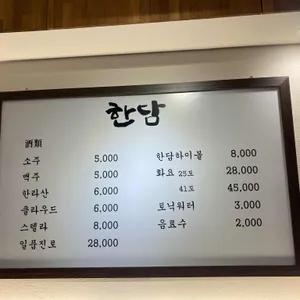 한담
酒類
소주 5,000
맥주 5,000
한라산 6,000
클라우드 6,000
스텔라 8,000
일품진로 28,000
한담하이볼 8,000
화요 25도 28,000
41도 45,000
토닉워터 3,000
음료수 2,000